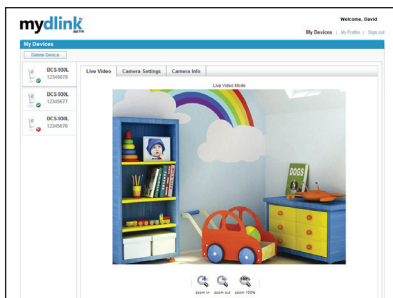 mydlink
Welcome, David
My Devices | My Profile | Sign out
My Devices
Delete Device
Live Video
Camera Settings
Camera Info
DCS-930L
12345678
Live Video Mode
DCS-930L
12345677
DCS-930L
12345676
DOGS
zoom in
zoom out
zoom 100%